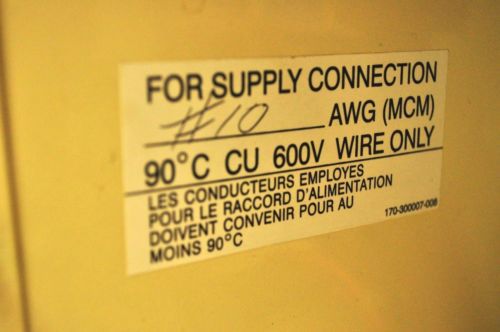 FOR SUPPLY CONNECTION
#10 AWG (MCM)
90°C CU 600V WIRE ONLY
LES CONDUCTEURS EMPLOYES
POUR LE RACCORD D'ALIMENTATION
DOIVENT CONVENIR POUR AU
MOINS 90°C
170-300007-006